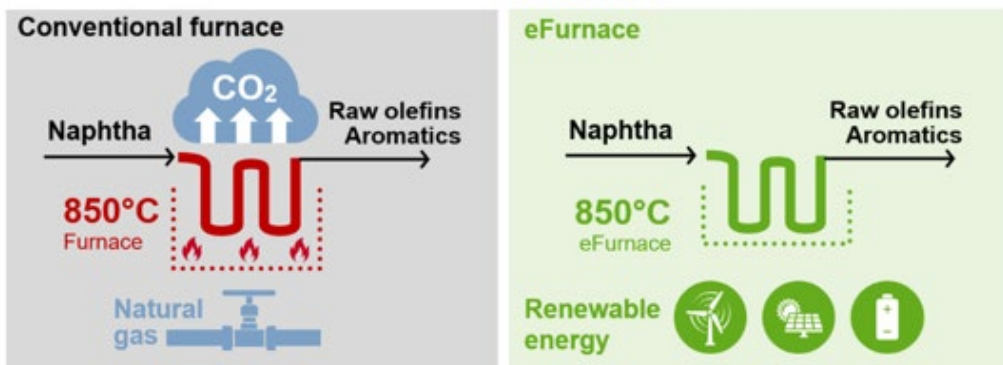 Conventional furnace
CO₂
Naphtha
Raw olefins
Aromatics
850°C
Furnace
Natural
gas
eFurnace
Naphtha
Raw olefins
Aromatics
850°C
eFurnace
Renewable
energy